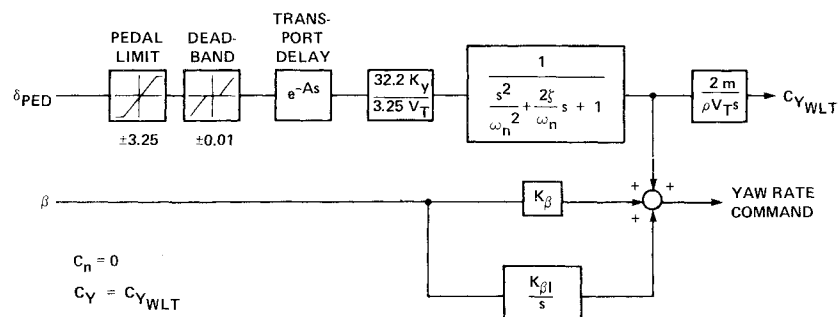 TRANS-
PORT
DELAY
PEDAL
LIMIT
DEAD-
BAND
δPED
±3.25
±0.01
e^-As
32.2 Ky
3.25 VT
1
s²/ωn² + 2ζ/ωn s + 1
2 m
ρVTs
CYWLT
β
Kβ
+ +
+
YAW RATE
COMMAND
KβI
s
Cn = 0
CY = CYWLT